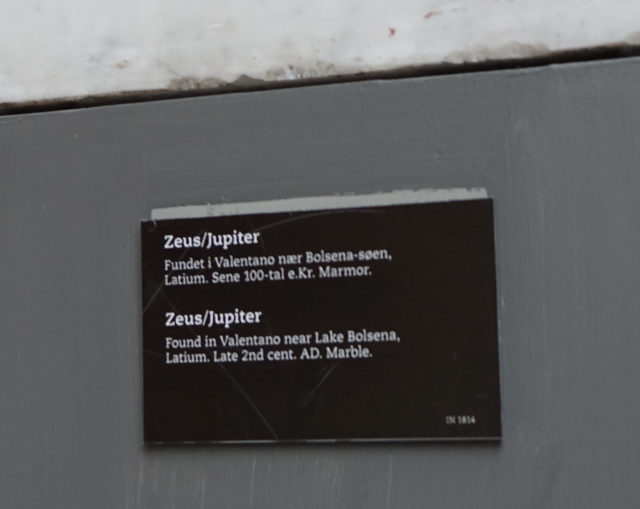 Zeus/Jupiter
Fundet i Valentano nær Bolsena-søen,
Latium. Sene 100-tal e.Kr. Marmor.
Zeus/Jupiter
Found in Valentano near Lake Bolsena,
Latium. Late 2nd cent. AD. Marble.
IN 1814